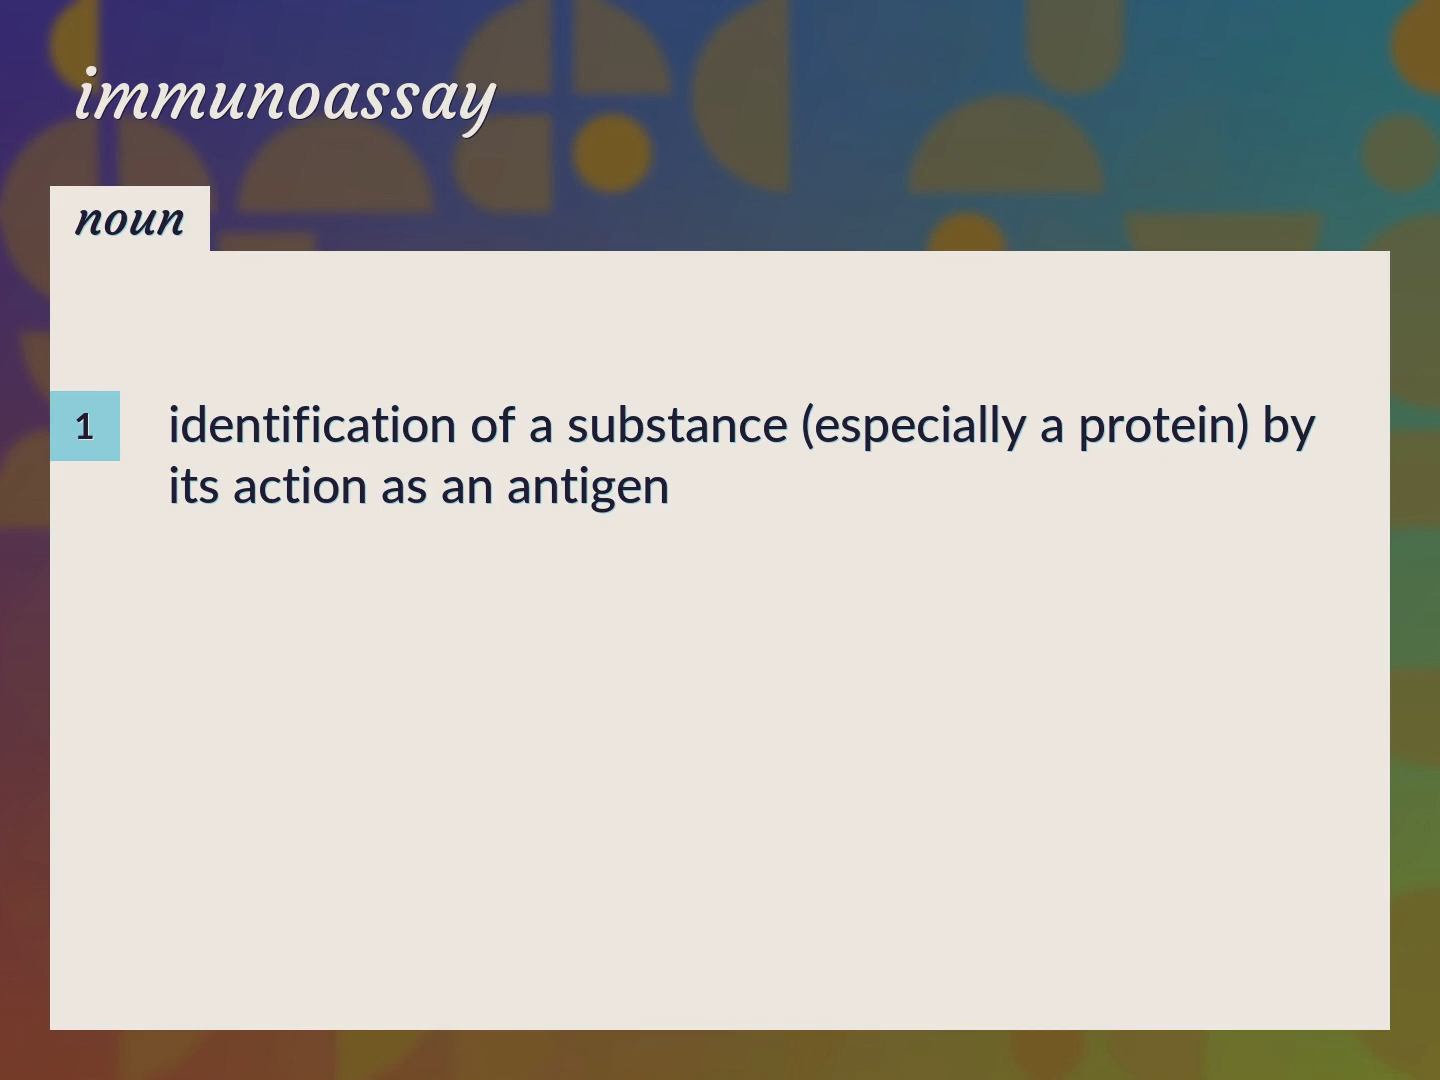 immunoassay
noun
1
identification of a substance (especially a protein) by
its action as an antigen